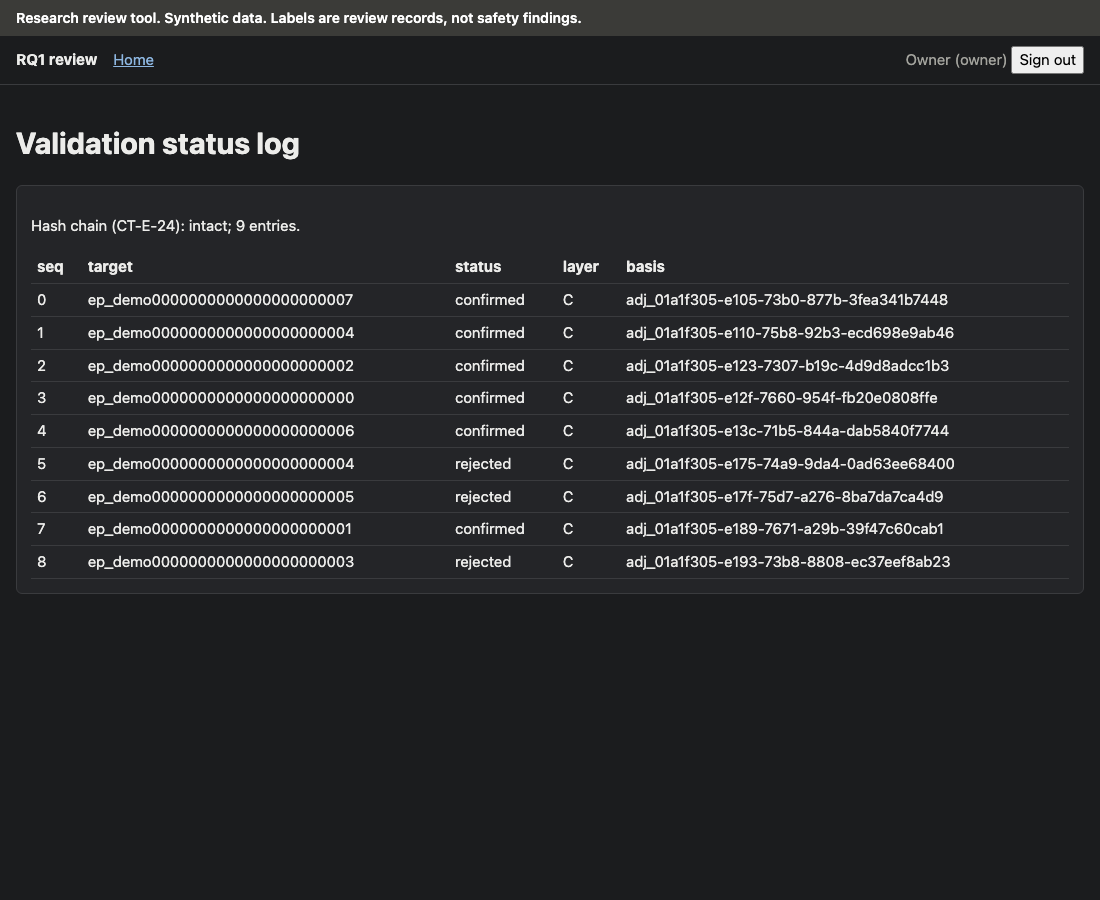 Research review tool. Synthetic data. Labels are review records, not safety findings.
RQ1 review Home Owner (owner) Sign out
Validation status log
Hash chain (CT-E-24): intact; 9 entries.
seq target status layer basis
0 ep_demo0000000000000000000007 confirmed C adj_01a1f305-e105-73b0-877b-3fea341b7448
1 ep_demo0000000000000000000004 confirmed C adj_01a1f305-e110-75b8-92b3-ecd698e9ab46
2 ep_demo0000000000000000000002 confirmed C adj_01a1f305-e123-7307-b19c-4d9d8adcc1b3
3 ep_demo0000000000000000000000 confirmed C adj_01a1f305-e12f-7660-954f-fb20e0808ffe
4 ep_demo0000000000000000000006 confirmed C adj_01a1f305-e13c-71b5-844a-dab5840f7744
5 ep_demo0000000000000000000004 rejected C adj_01a1f305-e175-74a9-9da4-0ad63ee68400
6 ep_demo0000000000000000000005 rejected C adj_01a1f305-e17f-75d7-a276-8ba7da7ca4d9
7 ep_demo0000000000000000000001 confirmed C adj_01a1f305-e189-7671-a29b-39f47c60cab1
8 ep_demo0000000000000000000003 rejected C adj_01a1f305-e193-73b8-8808-ec37eef8ab23